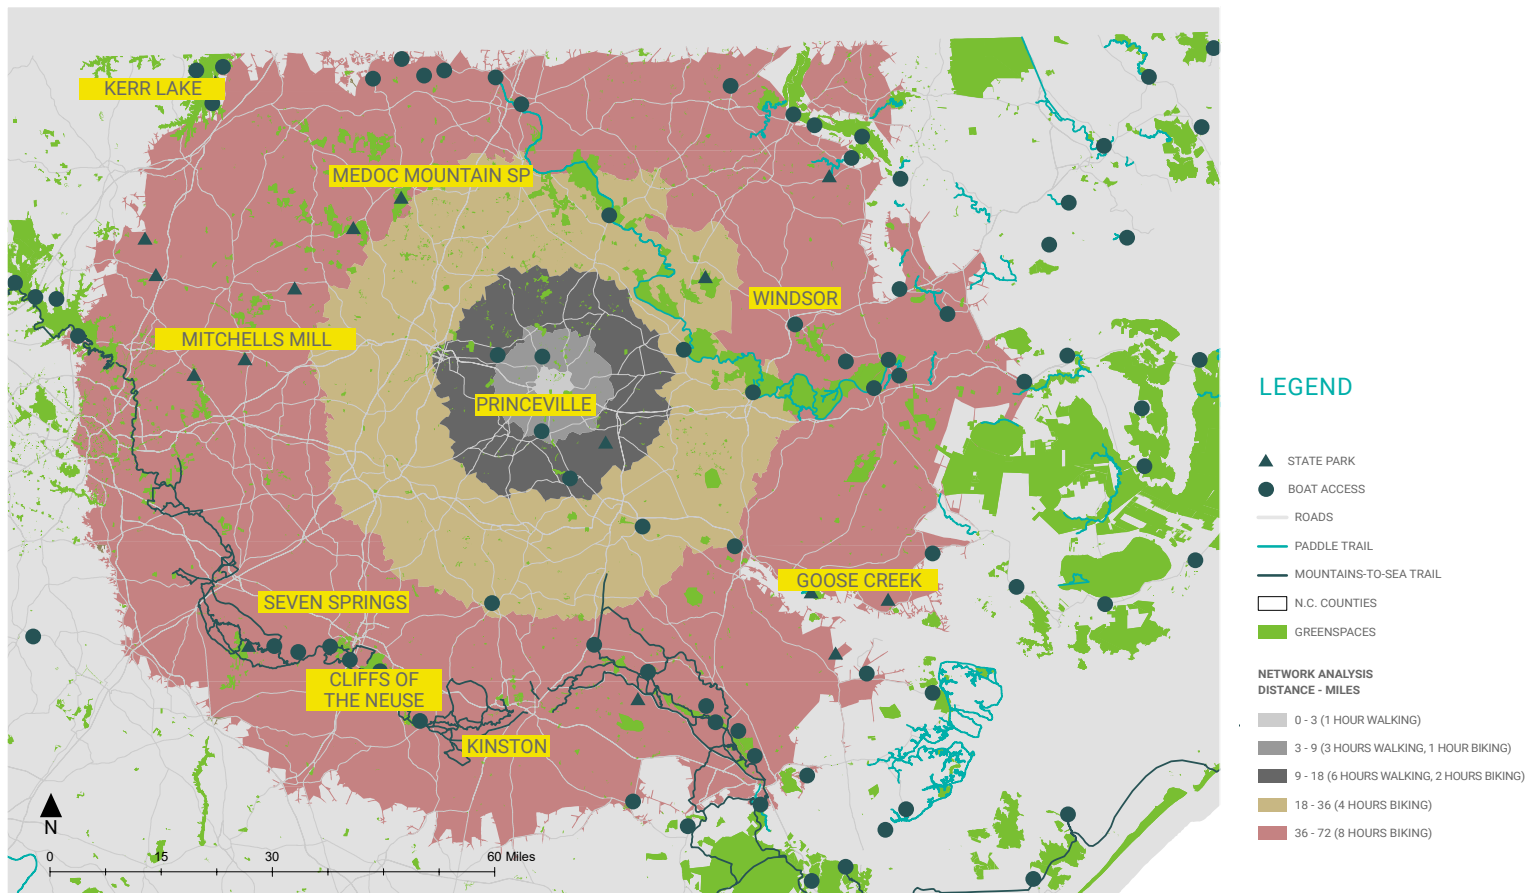 KERR LAKE
MEDOC MOUNTAIN SP
WINDSOR
MITCHELLS MILL
PRINCEVILLE
GOOSE CREEK
SEVEN SPRINGS
CLIFFS OF
THE NEUSE
KINSTON
N
0 15 30 60 Miles
LEGEND
STATE PARK
BOAT ACCESS
ROADS
PADDLE TRAIL
MOUNTAINS-TO-SEA TRAIL
N.C. COUNTIES
GREENSPACES
NETWORK ANALYSIS
DISTANCE - MILES
0 - 3 (1 HOUR WALKING)
3 - 9 (3 HOURS WALKING, 1 HOUR BIKING)
9 - 18 (6 HOURS WALKING, 2 HOURS BIKING)
18 - 36 (4 HOURS BIKING)
36 - 72 (8 HOURS BIKING)